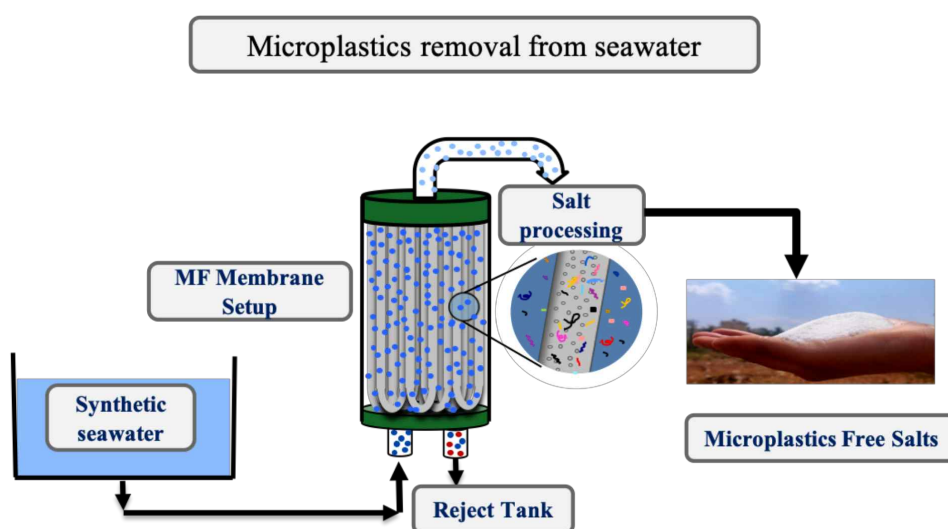 Microplastics removal from seawater
Salt
processing
MF Membrane
Setup
Synthetic
seawater
Microplastics Free Salts
Reject Tank